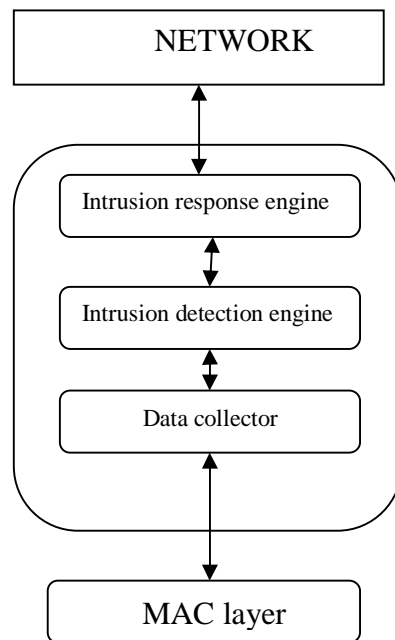 NETWORK
Intrusion response engine
Intrusion detection engine
Data collector
MAC layer